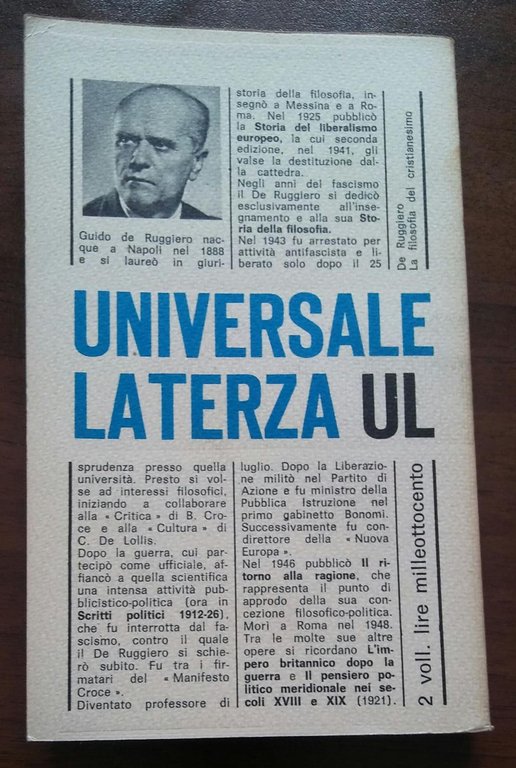 Guido de Ruggiero nac-
que a Napoli nel 1888
e si laureò in giuri-
sprudenza presso quella
università. Presto si vol-
se ad interessi filosofici,
iniziando a collaborare
alla « Critica » di B. Cro-
ce e alla « Cultura » di
C. De Lollis.
Dopo la guerra, cui par-
tecipò come ufficiale, af-
fiancò a quella scientifica
una intensa attività pub-
blicistico-politica (ora in
Scritti politici 1912-26),
che fu interrotta dal fa-
scismo, contro il quale
il De Ruggiero si schie-
rò subito. Fu tra i fir-
matari del « Manifesto
Croce ».
Diventato professore di
storia della filosofia, in-
segnò a Messina e a Ro-
ma. Nel 1925 pubblicò
la Storia del liberalismo
europeo, la cui seconda
edizione, nel 1941, gli
valse la destituzione dal-
la cattedra.
Negli anni del fascismo
il De Ruggiero si dedicò
esclusivamente all'inse-
gnamento e alla sua Sto-
ria della filosofia.
Nel 1943 fu arrestato per
attività antifascista e li-
berato solo dopo il 25
luglio. Dopo la Liberazio-
ne militò nel Partito di
Azione e fu ministro della
Pubblica Istruzione nel
primo gabinetto Bonomi.
Successivamente fu con-
direttore della « Nuova
Europa ».
Nel 1946 pubblicò Il ri-
torno alla ragione, che
rappresenta il punto di
approdo della sua con-
cezione filosofico-politica.
Morì a Roma nel 1948.
Tra le molte sue altre
opere si ricordano L'im-
pero britannico dopo la
guerra e Il pensiero po-
litico meridionale nei se-
coli XVIII e XIX (1921).
De Ruggiero
La filosofia del cristianesimo
UNIVERSALE
LATERZA UL
2 voll. lire milleottocento